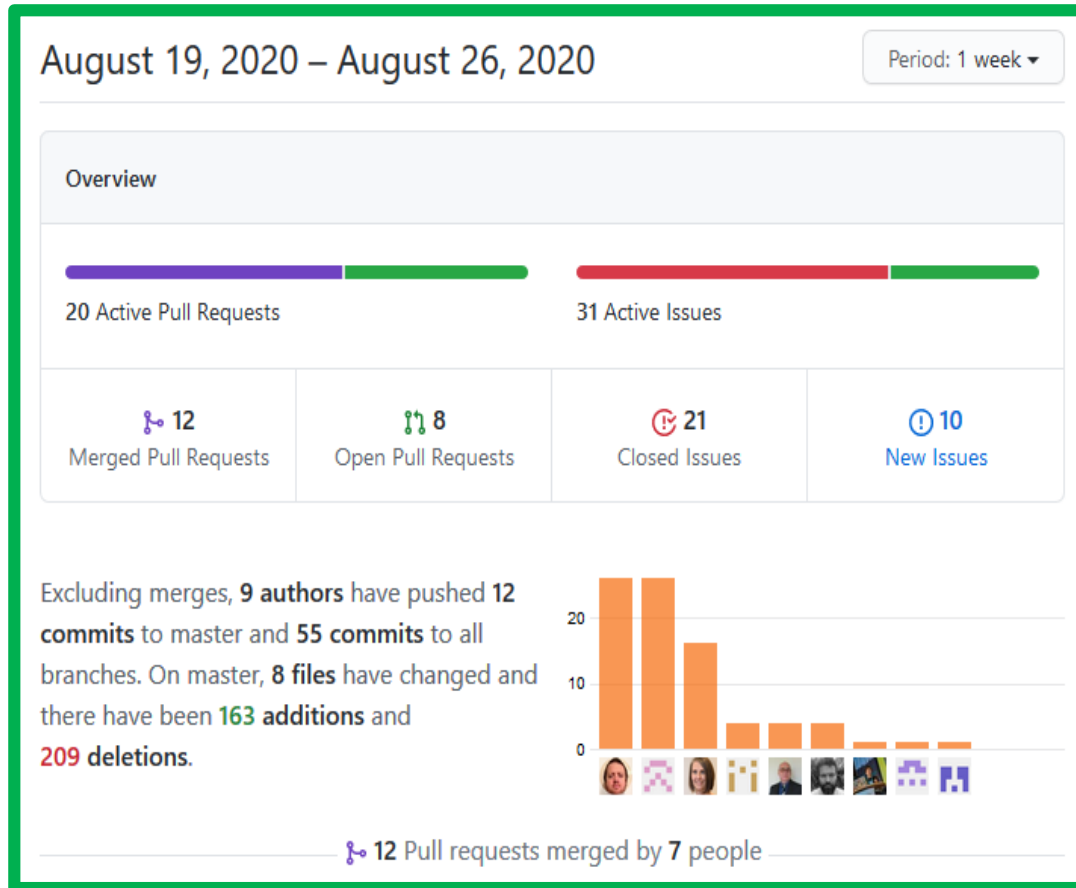 August 19, 2020 – August 26, 2020
Period: 1 week
Overview
20 Active Pull Requests
31 Active Issues
12
Merged Pull Requests
8
Open Pull Requests
21
Closed Issues
10
New Issues
Excluding merges, 9 authors have pushed 12
commits to master and 55 commits to all
branches. On master, 8 files have changed and
there have been 163 additions and
209 deletions.
20
10
0
12 Pull requests merged by 7 people